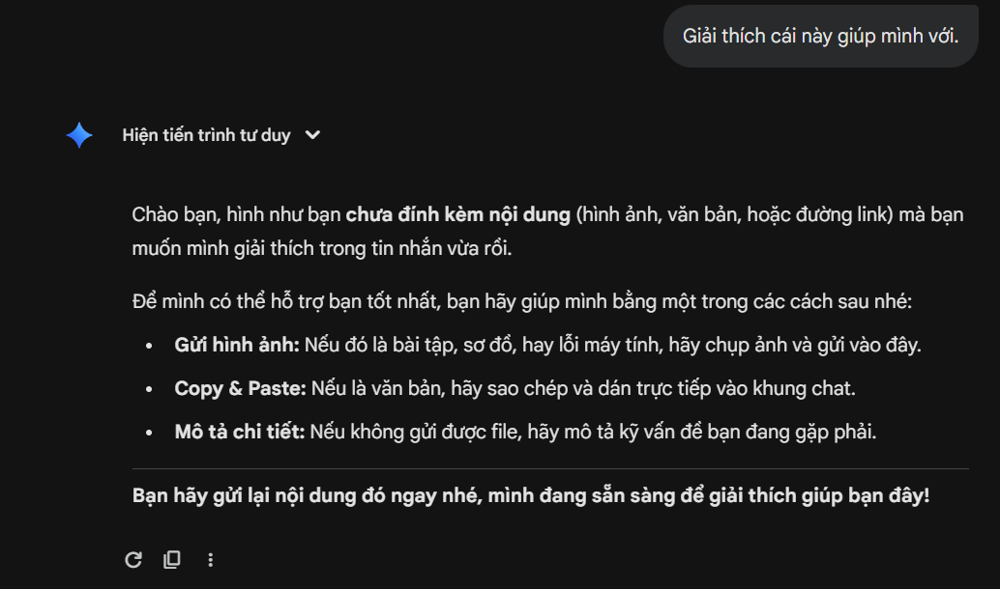 Giải thích cái này giúp mình với.
Hiện tiến trình tư duy
Chào bạn, hình như bạn chưa đính kèm nội dung (hình ảnh, văn bản, hoặc đường link) mà bạn
muốn mình giải thích trong tin nhắn vừa rồi.
Để mình có thể hỗ trợ bạn tốt nhất, bạn hãy giúp mình bằng một trong các cách sau nhé:
• Gửi hình ảnh: Nếu đó là bài tập, sơ đồ, hay lỗi máy tính, hãy chụp ảnh và gửi vào đây.
• Copy & Paste: Nếu là văn bản, hãy sao chép và dán trực tiếp vào khung chat.
• Mô tả chi tiết: Nếu không gửi được file, hãy mô tả kỹ vấn đề bạn đang gặp phải.
Bạn hãy gửi lại nội dung đó ngay nhé, mình đang sẵn sàng để giải thích giúp bạn đây!